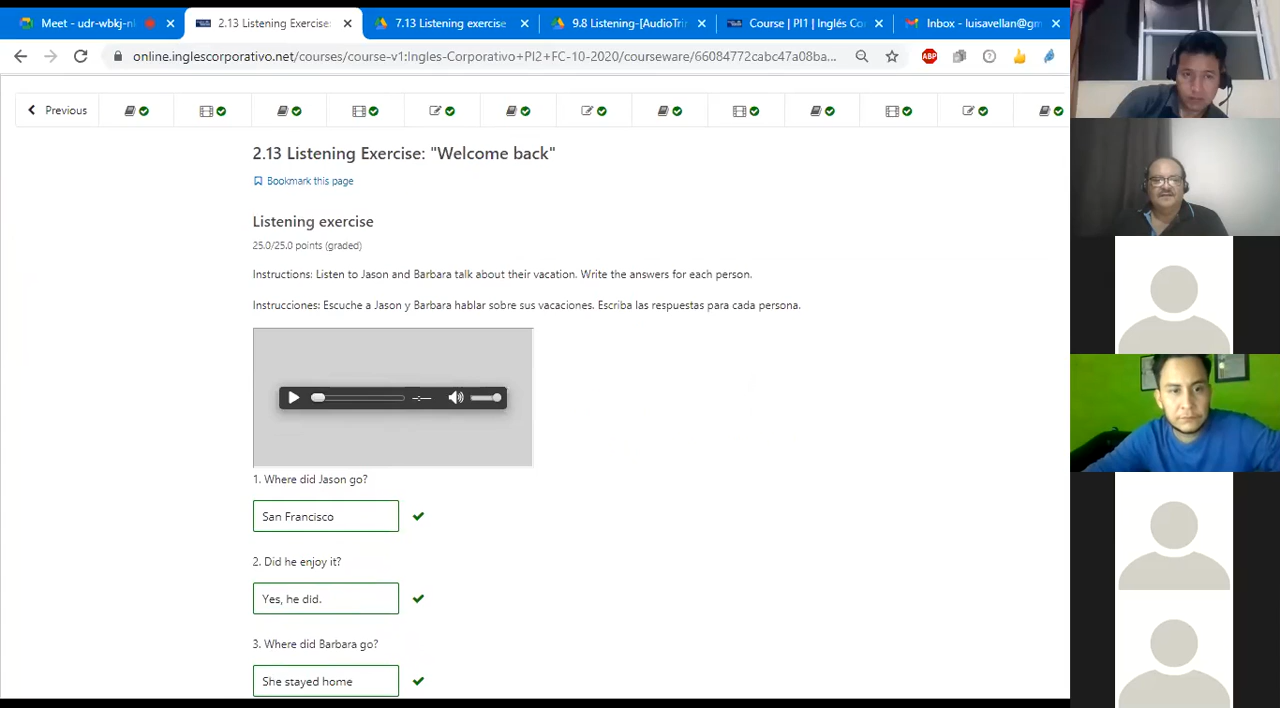 Meet - udr-wbkj-nl
2.13 Listening Exercise:
7.13 Listening exercise
9.8 Listening-[AudioTri
Course | PI1 | Inglés Co
Inbox - luisavellan@gm
online.inglescorporativo.net/courses/course-v1:Ingles-Corporativo+PI2+FC-10-2020/courseware/66084772cabc47a08ba...
ABP
Previous
2.13 Listening Exercise: "Welcome back"
Bookmark this page
Listening exercise
25.0/25.0 points (graded)
Instructions: Listen to Jason and Barbara talk about their vacation. Write the answers for each person.
Instrucciones: Escuche a Jason y Barbara hablar sobre sus vacaciones. Escriba las respuestas para cada persona.
-:-
1. Where did Jason go?
San Francisco
2. Did he enjoy it?
Yes, he did.
3. Where did Barbara go?
She stayed home